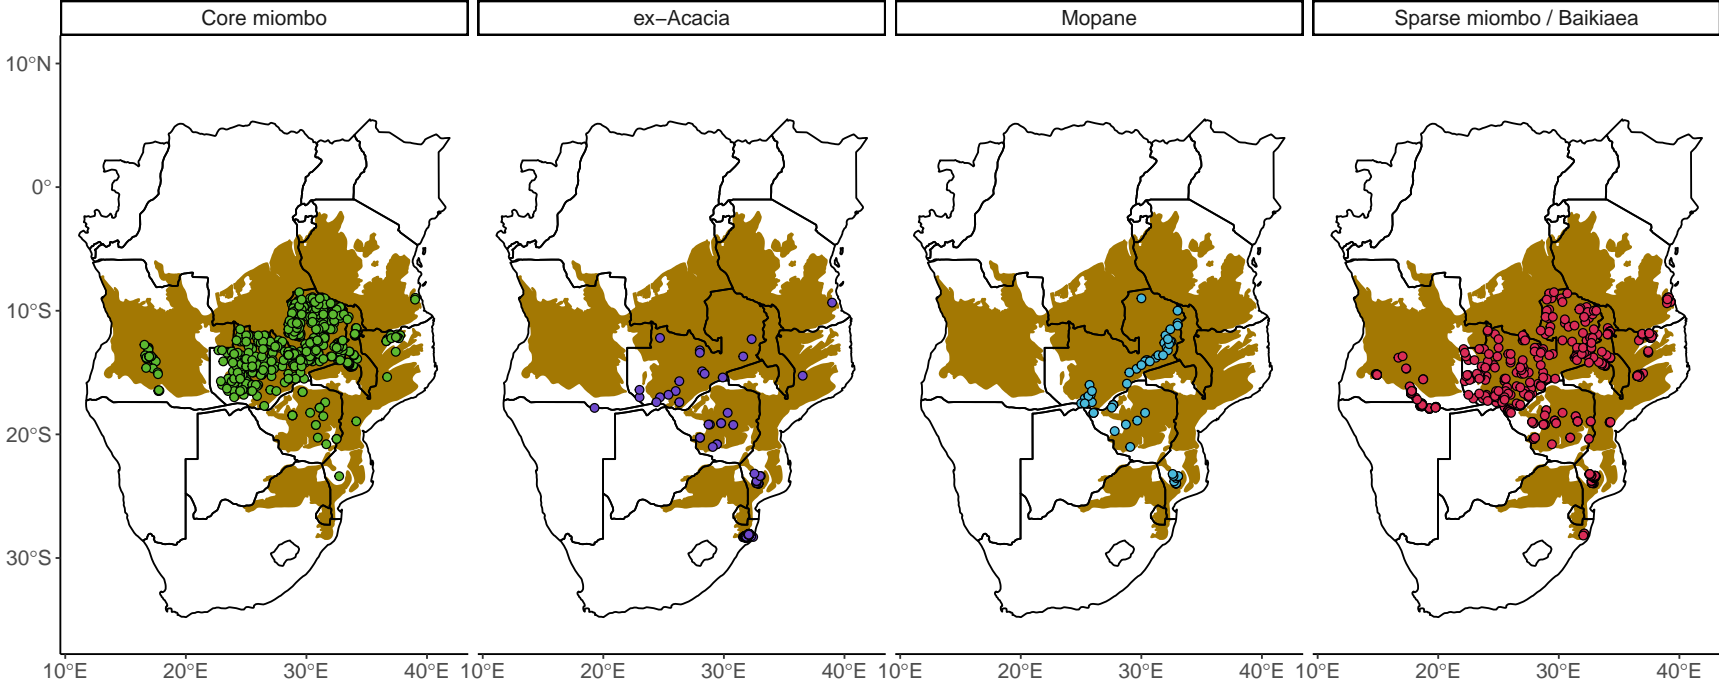 Core miombo
ex−Acacia
Mopane
Sparse miombo / Baikiaea
10°N
0°
10°S
20°S
30°S
10°E 20°E 30°E 40°E 10°E 20°E 30°E 40°E 10°E 20°E 30°E 40°E 10°E 20°E 30°E 40°E